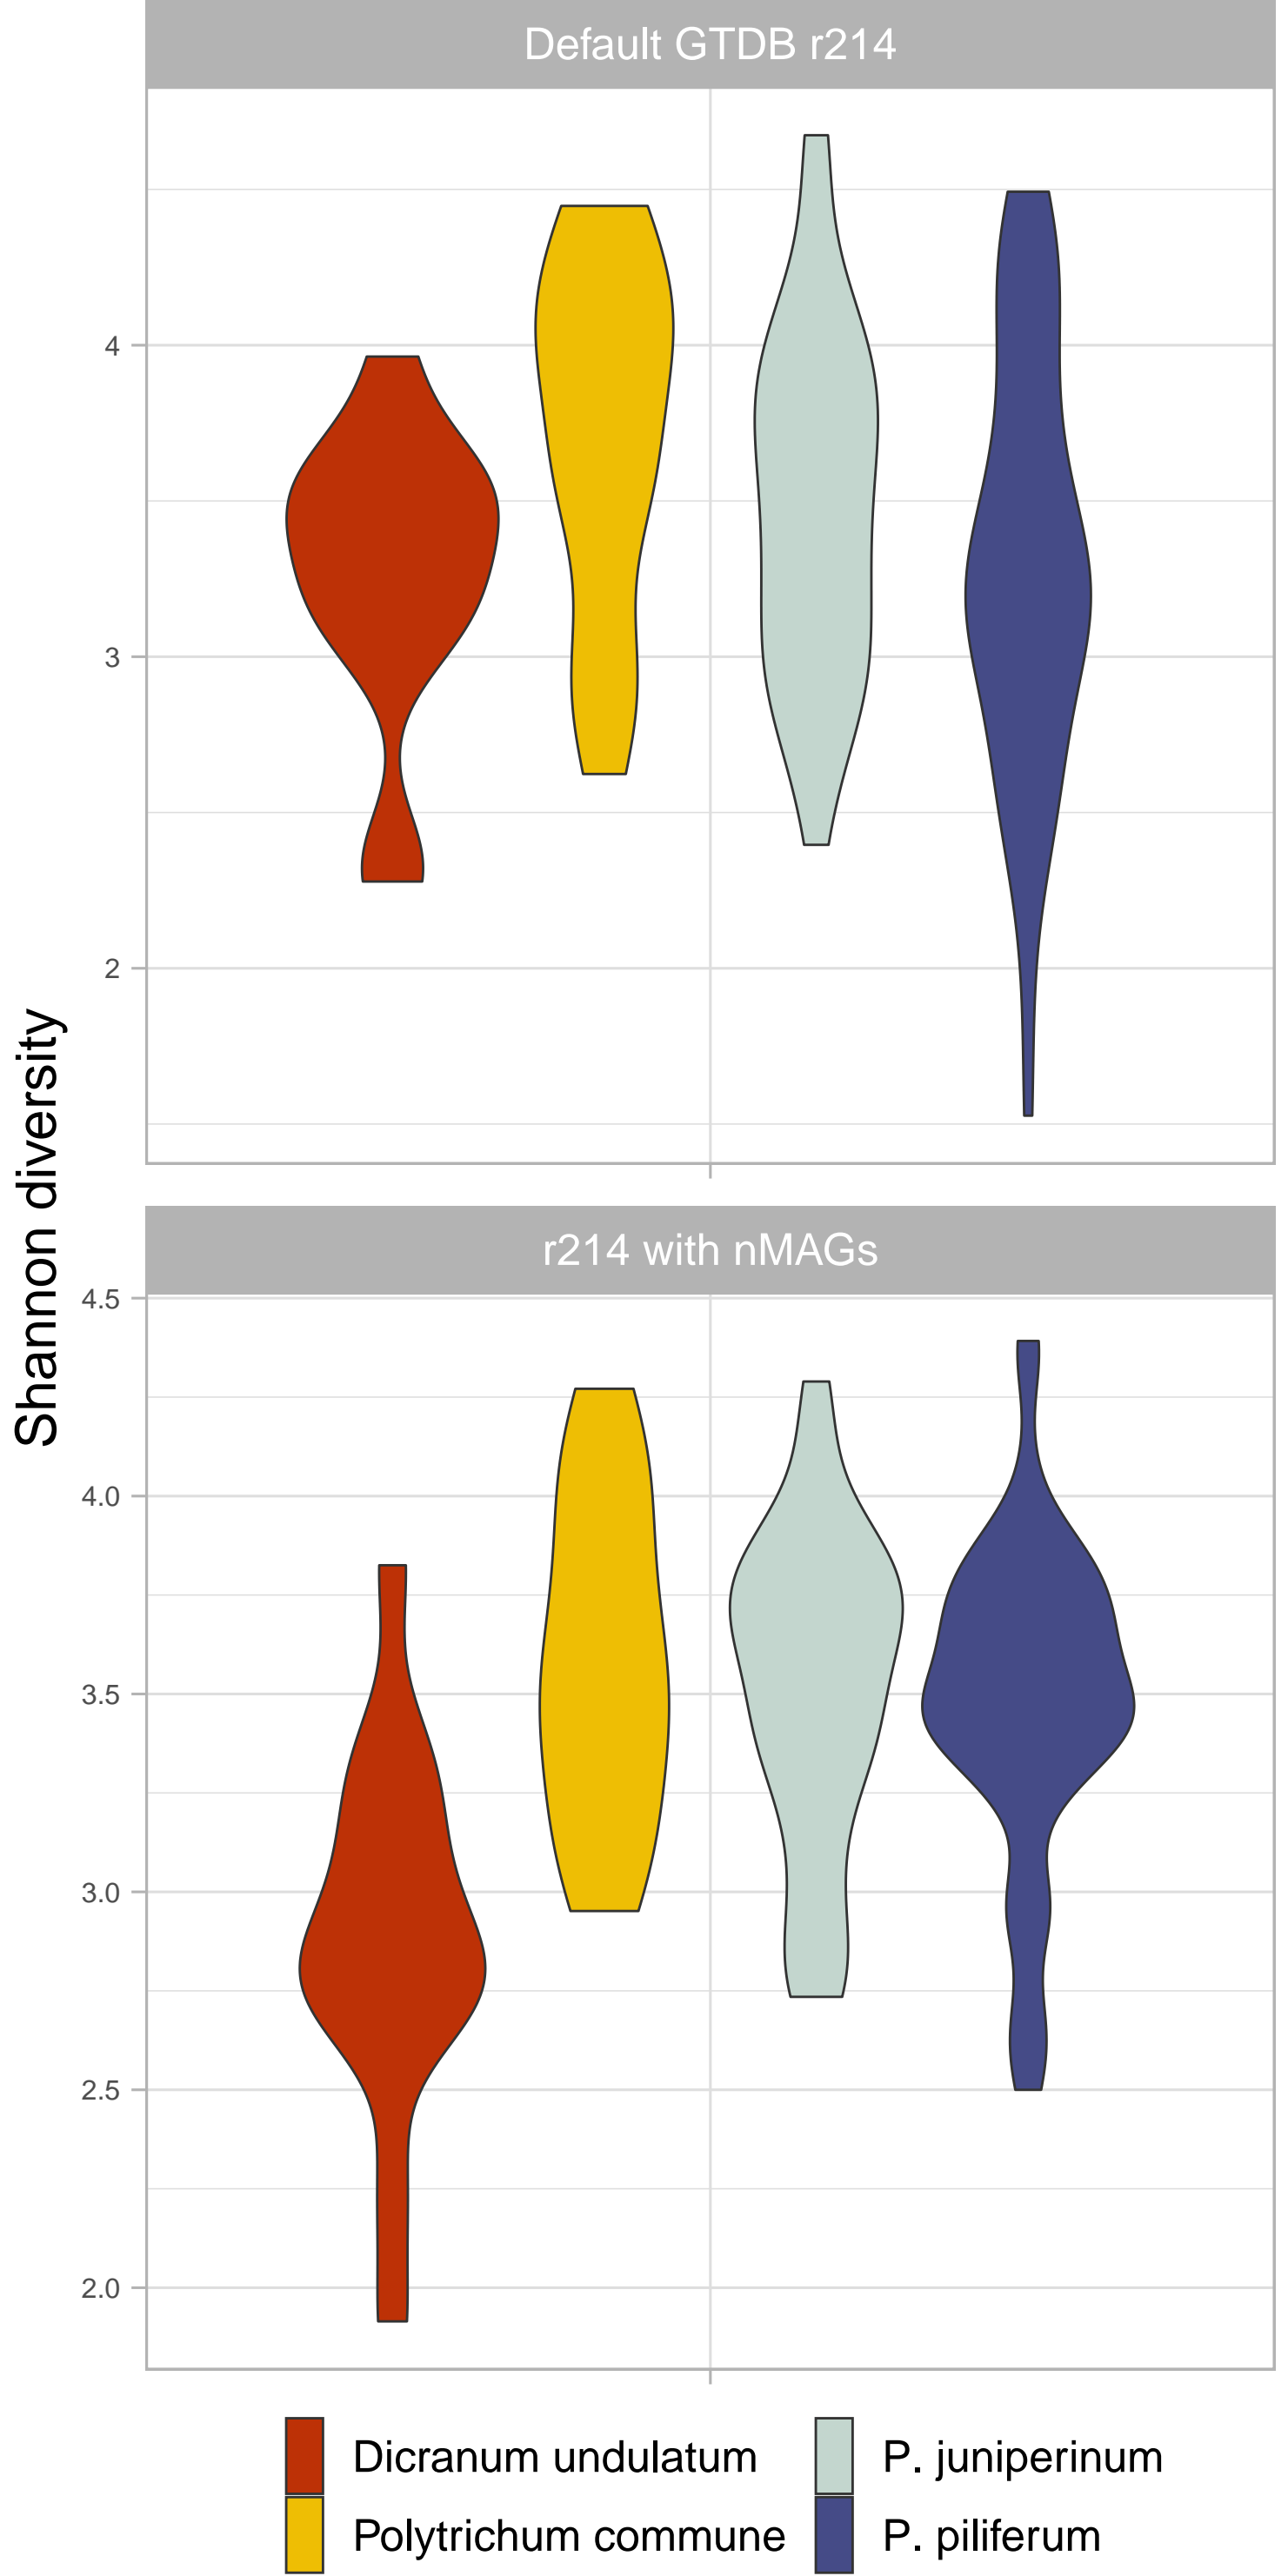 Default GTDB r214
4
3
2
Shannon diversity
r214 with nMAGs
4.5
4.0
3.5
3.0
2.5
2.0
Dicranum undulatum
P. juniperinum
Polytrichum commune
P. piliferum